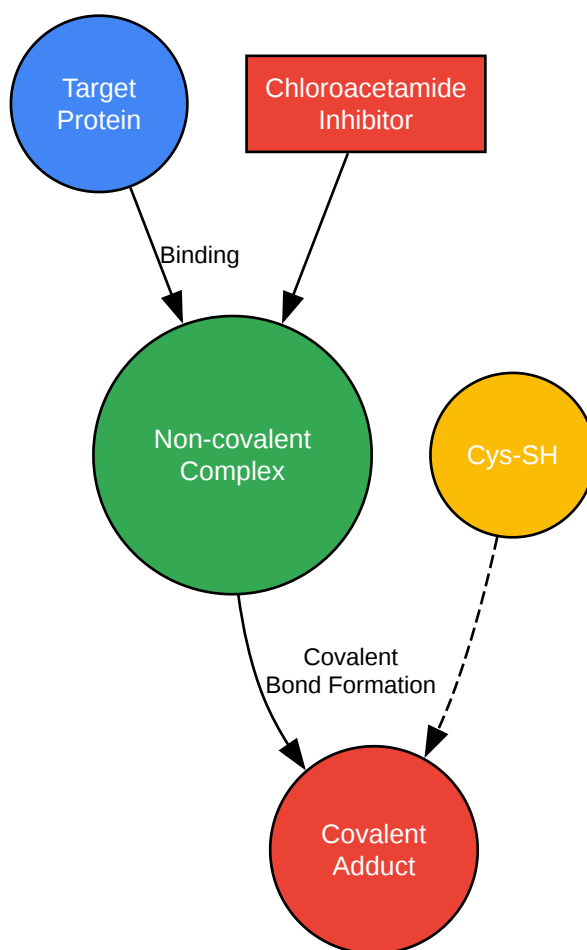 Target
Protein
Chloroacetamide
Inhibitor
Binding
Non-covalent
Complex
Cys-SH
Covalent
Bond Formation
Covalent
Adduct